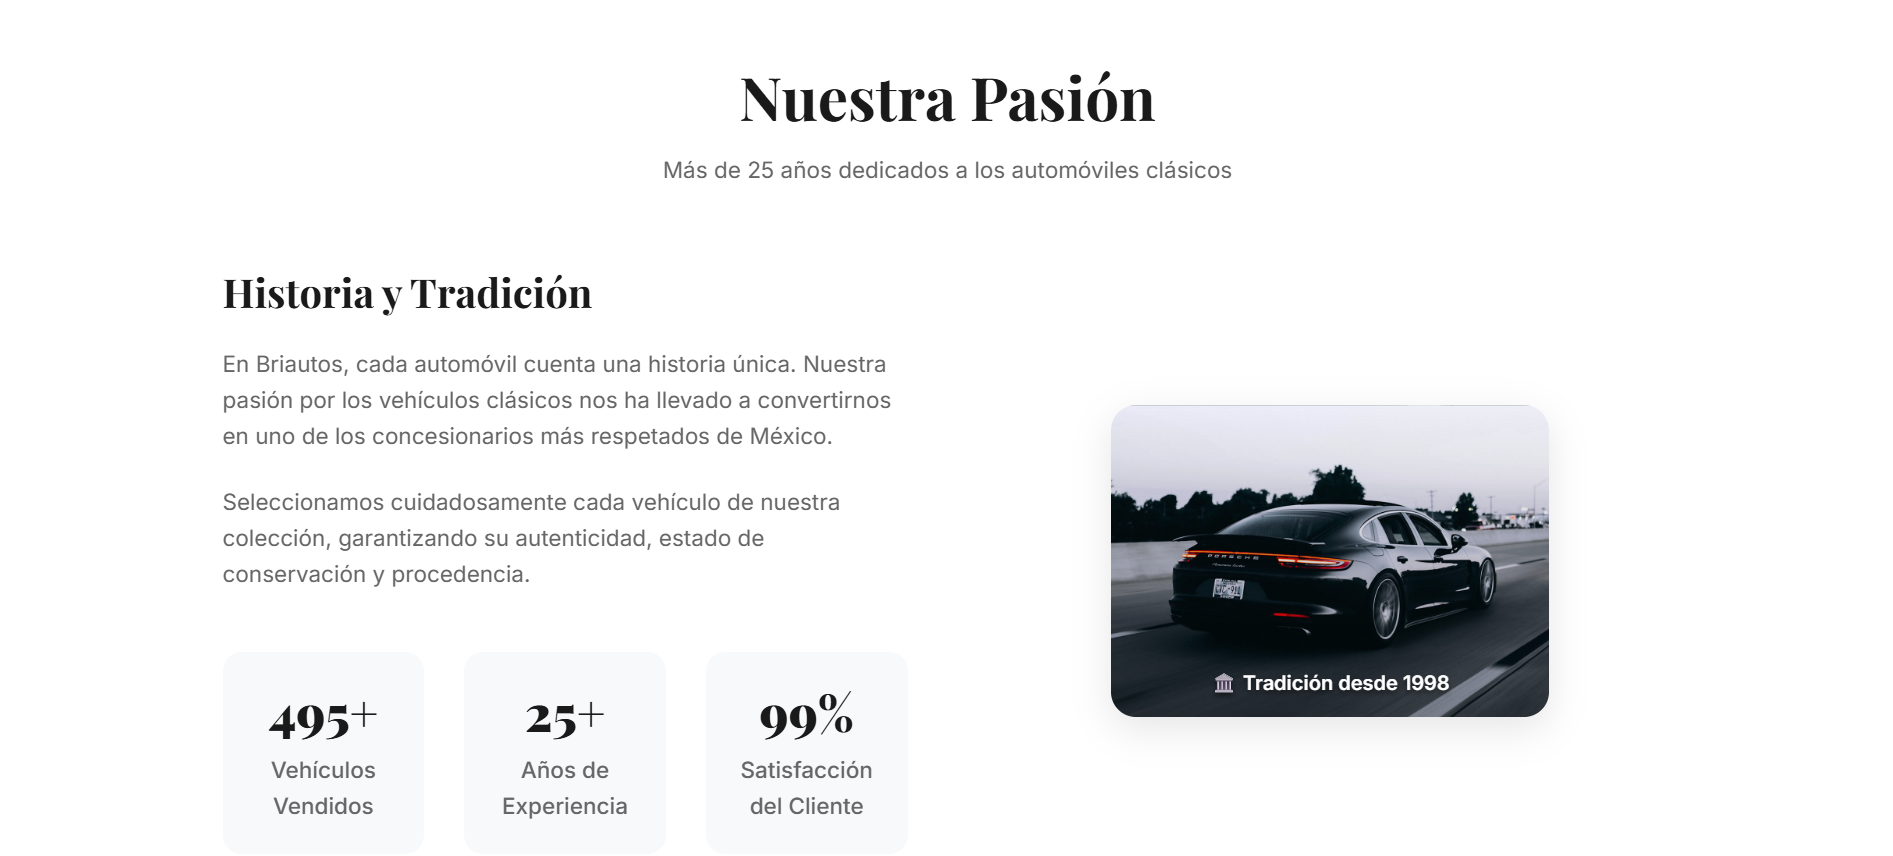 Nuestra Pasión
Más de 25 años dedicados a los automóviles clásicos
Historia y Tradición
En Briautos, cada automóvil cuenta una historia única. Nuestra
pasión por los vehículos clásicos nos ha llevado a convertirnos
en uno de los concesionarios más respetados de México.
Seleccionamos cuidadosamente cada vehículo de nuestra
colección, garantizando su autenticidad, estado de
conservación y procedencia.
495+
Vehículos
Vendidos
25+
Años de
Experiencia
99%
Satisfacción
del Cliente
PORSCHE
🏛️ Tradición desde 1998